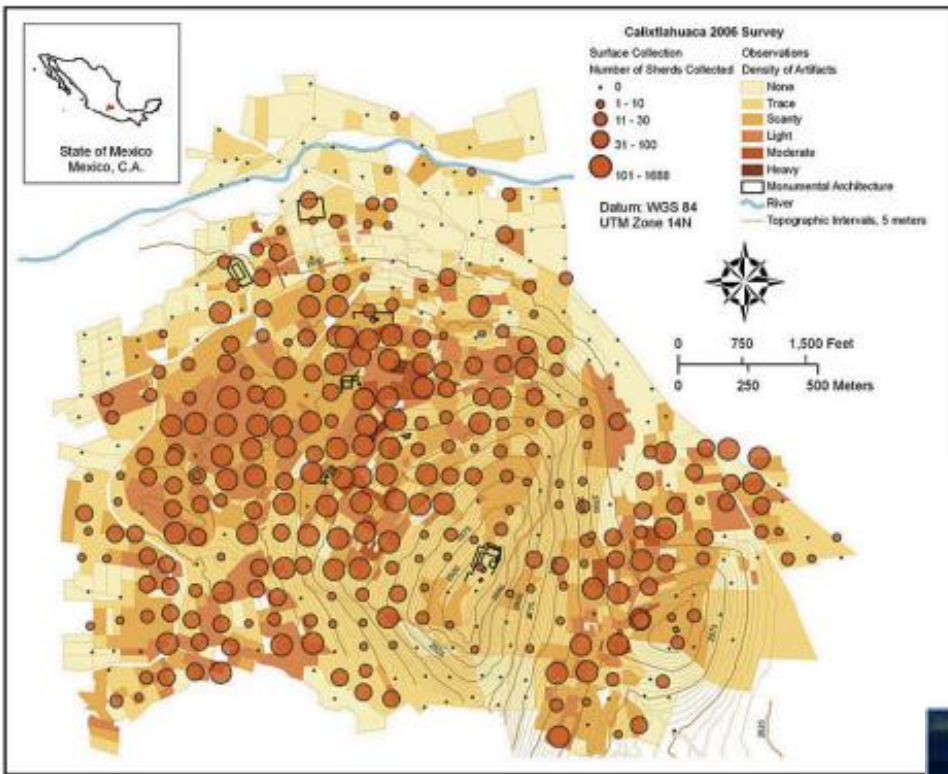 State of Mexico
Mexico, C.A.
Calixtlahuaca 2006 Survey
Surface Collection
Number of Sherds Collected
0
1 - 10
11 - 30
31 - 100
101 - 1688
Datum: WGS 84
UTM Zone 14N
Observations
Density of Artifacts
None
Trace
Scanty
Light
Moderate
Heavy
Monumental Architecture
River
Topographic Intervals, 5 meters
0 750 1,500 Feet
0 250 500 Meters
2625